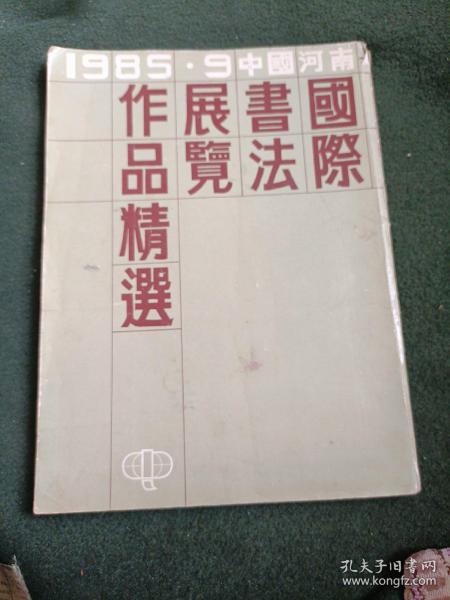 1985·9中國河南
國際
書法
展覽
作品精選
孔夫子旧书网
www.kongfz.com